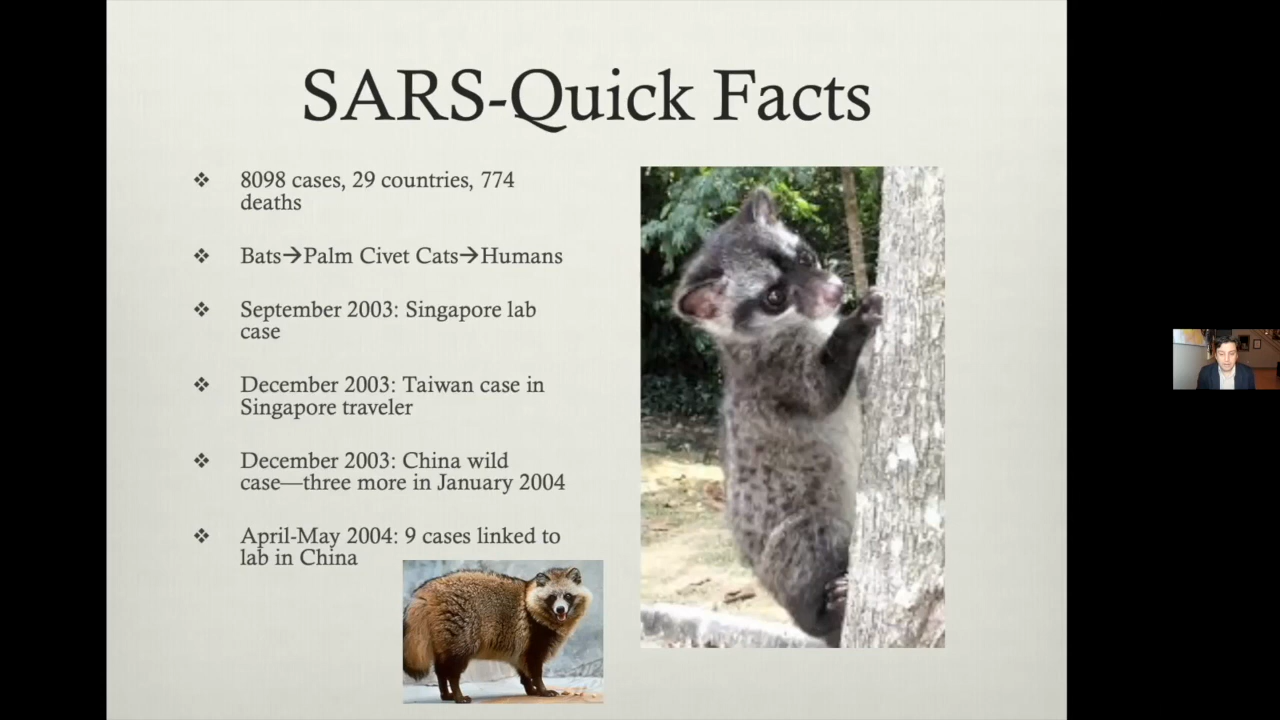 SARS-Quick Facts
❖ 8098 cases, 29 countries, 774
deaths
❖ Bats→Palm Civet Cats→Humans
❖ September 2003: Singapore lab
case
❖ December 2003: Taiwan case in
Singapore traveler
❖ December 2003: China wild
case—three more in January 2004
❖ April-May 2004: 9 cases linked to
lab in China